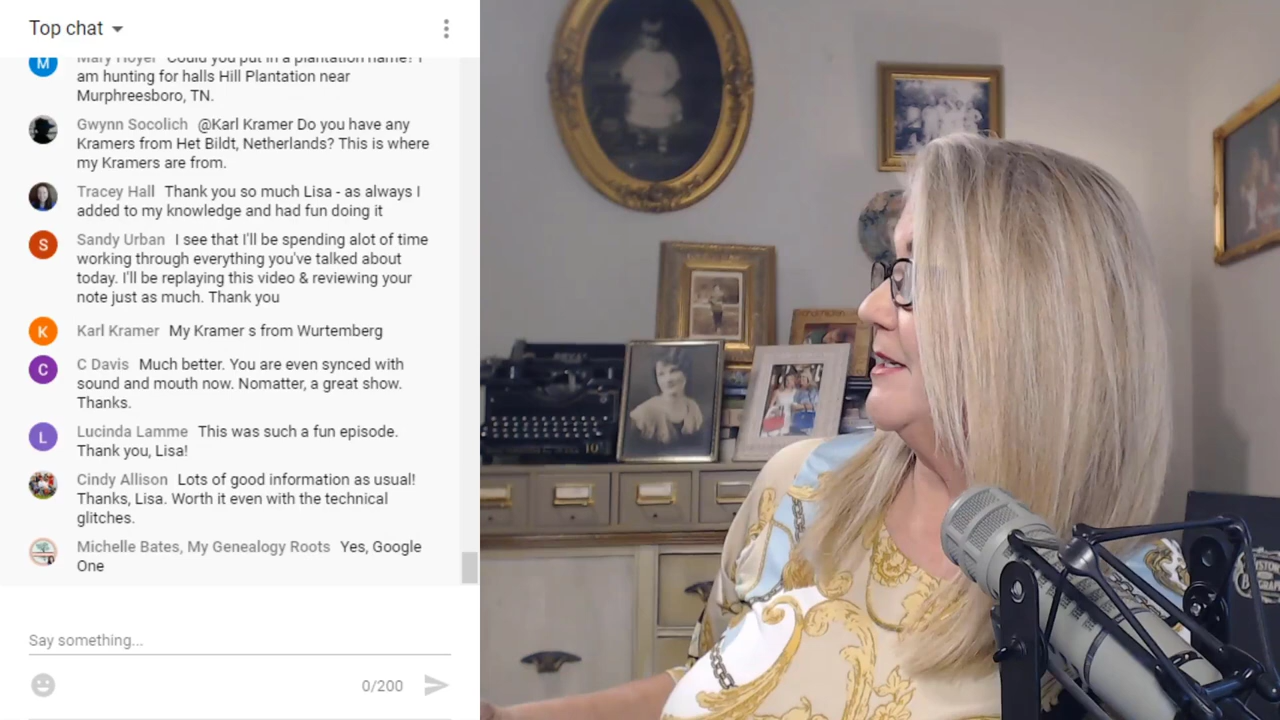 Top chat
Mary Hoyer Could you put in a plantation name? I
am hunting for halls Hill Plantation near
Murphreesboro, TN.
Gwynn Socolich @Karl Kramer Do you have any
Kramers from Het Bildt, Netherlands? This is where
my Kramers are from.
Tracey Hall Thank you so much Lisa - as always I
added to my knowledge and had fun doing it
S Sandy Urban I see that I'll be spending alot of time
working through everything you've talked about
today. I'll be replaying this video & reviewing your
note just as much. Thank you
K Karl Kramer My Kramer s from Wurtemberg
C C Davis Much better. You are even synced with
sound and mouth now. Nomatter, a great show.
Thanks.
L Lucinda Lamme This was such a fun episode.
Thank you, Lisa!
Cindy Allison Lots of good information as usual!
Thanks, Lisa. Worth it even with the technical
glitches.
Michelle Bates, My Genealogy Roots Yes, Google
One
Say something...
0/200